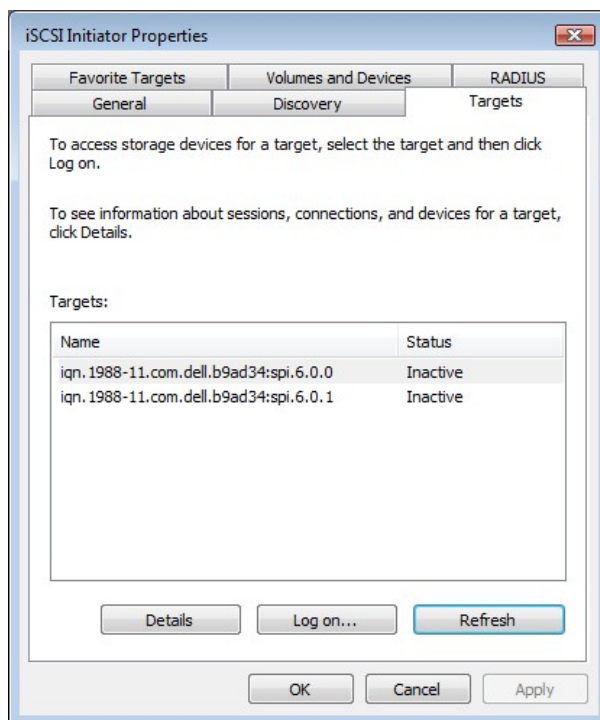 iSCSI Initiator Properties
Favorite Targets Volumes and Devices RADIUS
General Discovery Targets
To access storage devices for a target, select the target and then click
Log on.
To see information about sessions, connections, and devices for a target,
click Details.
Targets:
Name Status
iqn.1988-11.com.dell.b9ad34:spi.6.0.0 Inactive
iqn.1988-11.com.dell.b9ad34:spi.6.0.1 Inactive
Details Log on... Refresh
OK Cancel Apply